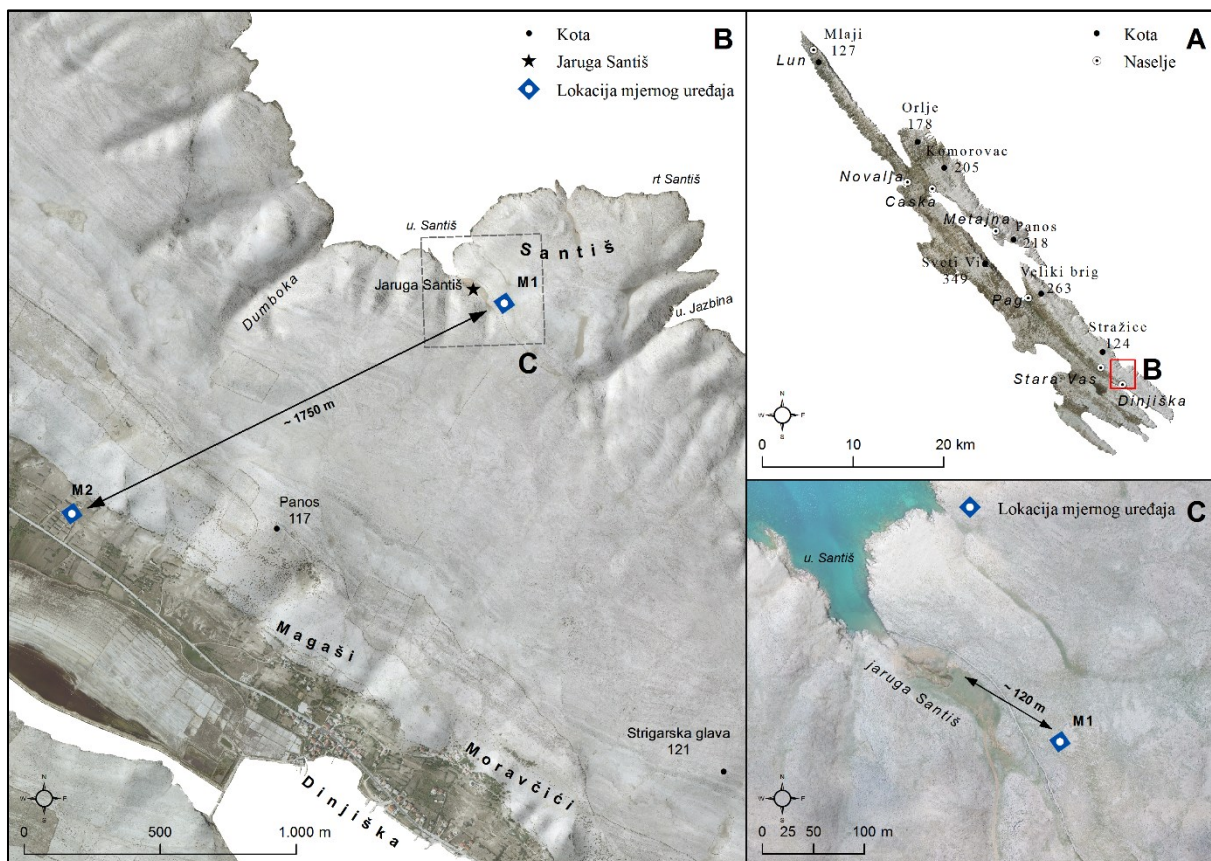 B
Kota
Jaruga Santiš
Lokacija mjernog uređaja
rt Santiš
u. Santiš
Santiš
Jaruga Santiš
M1
Dumboka
u. Jazbina
C
~ 1750 m
M2
Panos
117
Magaši
Strigarska glava
121
Moravčići
Dinjiška
N
W
S
0 500 1.000 m
A
Kota
Naselje
Mlaji
127
Lun
Orlje
178
Komorovac
205
Novalja
Caska
Metajna
Panos
218
Sveti Vid
349
Veliki brig
263
Pag
Stražice
124
B
Stara Vas
Dinjiška
N
W E
S
0 10 20 km
C
Lokacija mjernog uređaja
u. Santiš
jaruga Santiš
~ 120 m
M1
N
W
S
0 25 50 100 m